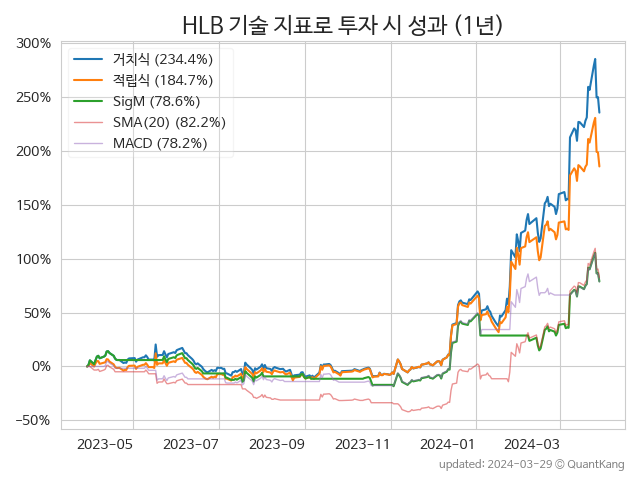 HLB 기술 지표로 투자 시 성과 (1년)
300%
250%
200%
150%
100%
50%
0%
−50%
거치식 (234.4%)
적립식 (184.7%)
SigM (78.6%)
SMA(20) (82.2%)
MACD (78.2%)
2023−05
2023−07
2023−09
2023−11
2024−01
2024−03
updated: 2024-03-29 © QuantKang